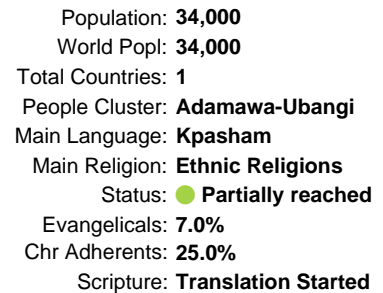 Population: 34,000
World Popl: 34,000
Total Countries: 1
People Cluster: Adamawa-Ubangi
Main Language: Kpasham
Main Religion: Ethnic Religions
Status: Partially reached
Evangelicals: 7.0%
Chr Adherents: 25.0%
Scripture: Translation Started